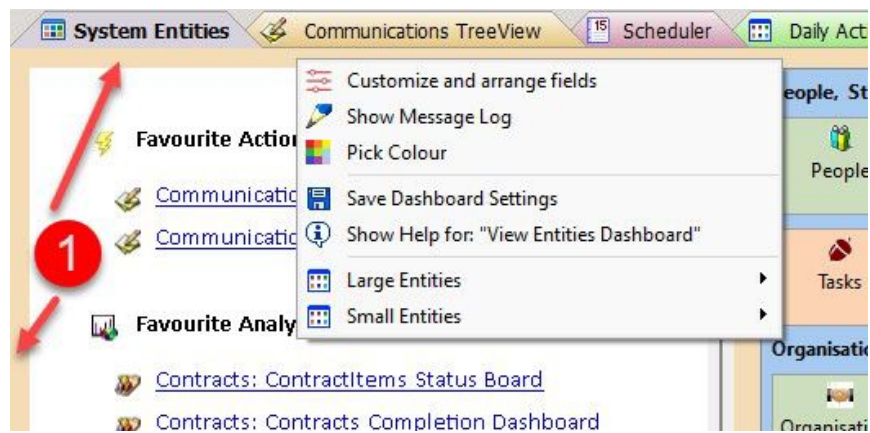 System Entities
Communications TreeView
15
Scheduler
Daily Act
Customize and arrange fields
Show Message Log
Pick Colour
Save Dashboard Settings
Show Help for: "View Entities Dashboard"
Large Entities
Small Entities
Favourite Action
Communicatio
Communicatio
1
Favourite Analy
Contracts: ContractItems Status Board
Contracts: Contracts Completion Dashboard
eople, St
People
Tasks
Organisatio
Organisati